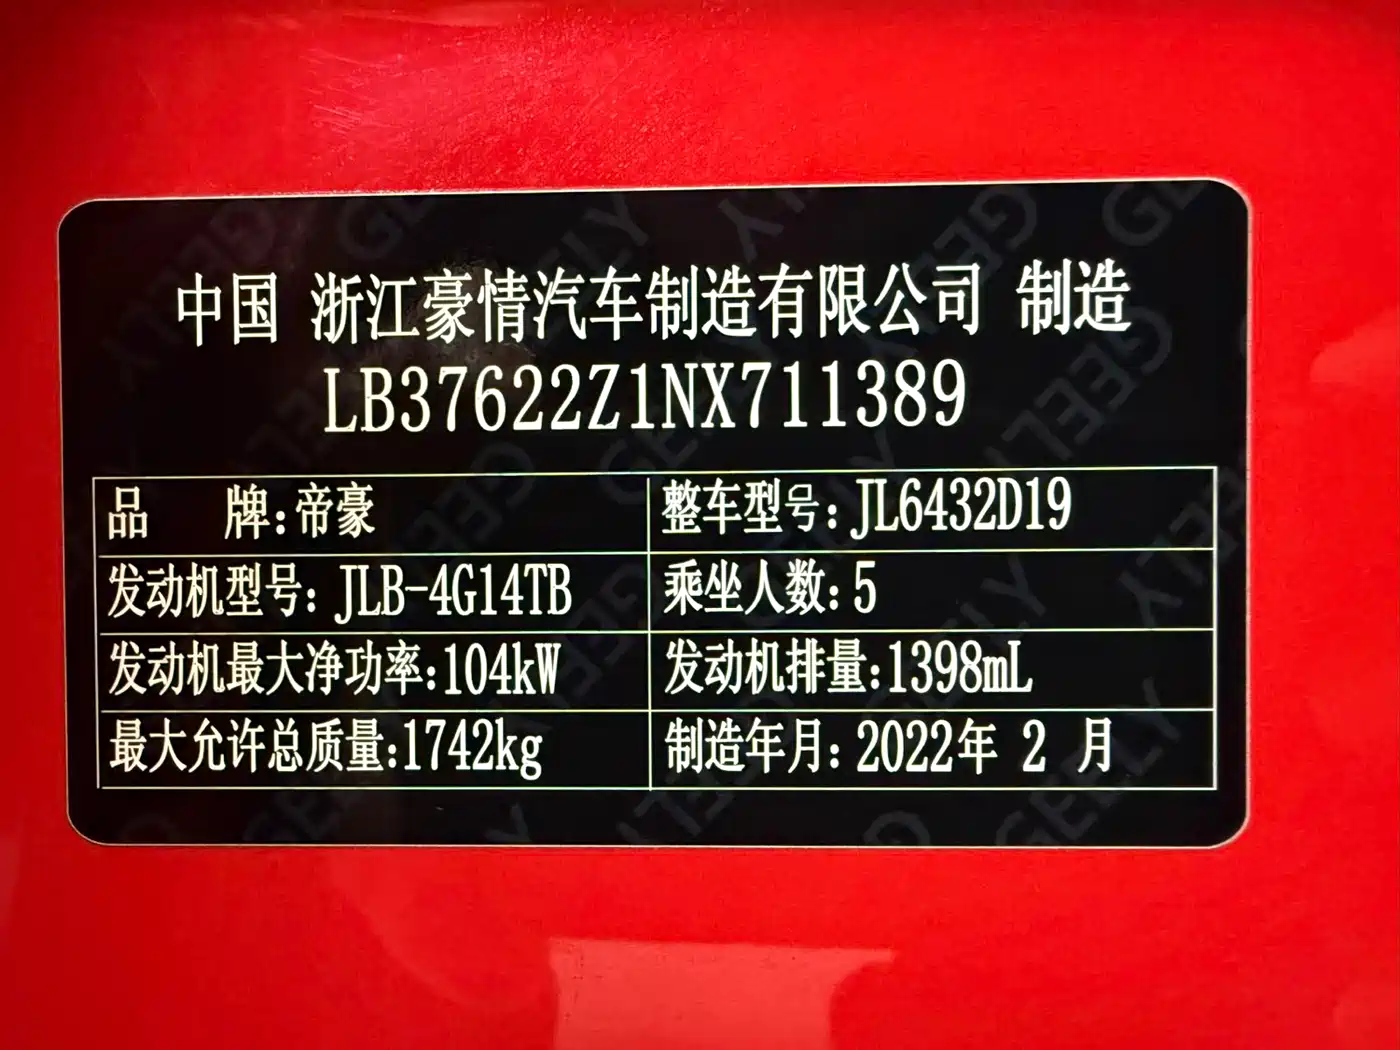 中国 浙江豪情汽车制造有限公司 制造
LB37622Z1NX711389
品 牌:帝豪 整车型号:JL6432D19
发动机型号: JLB-4G14TB 乘坐人数:5
发动机最大净功率:104kW 发动机排量:1398mL
最大允许总质量:1742kg 制造年月: 2022年 2 月
GEELY